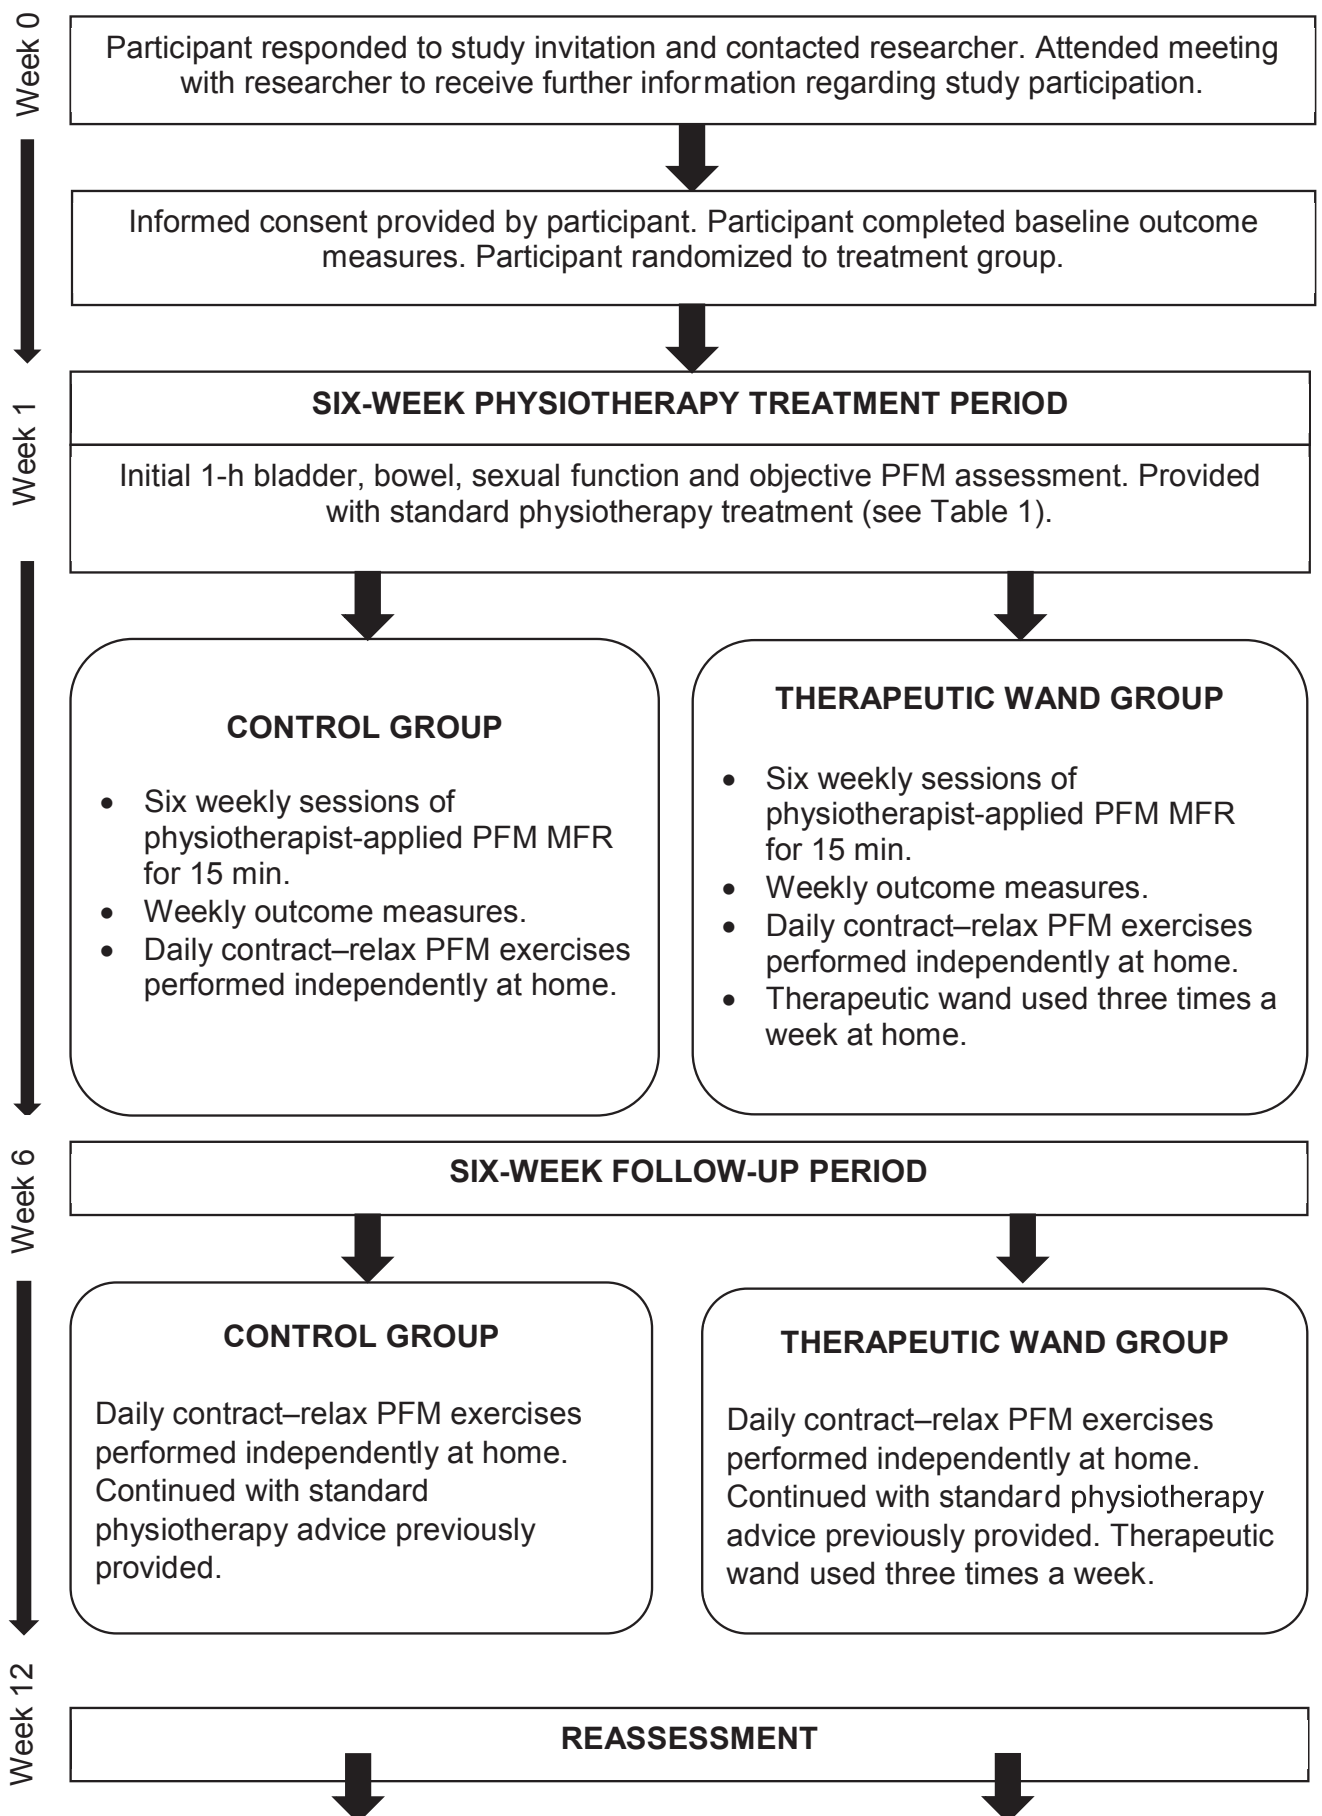 Week 0
Participant responded to study invitation and contacted researcher. Attended meeting
with researcher to receive further information regarding study participation.
Informed consent provided by participant. Participant completed baseline outcome
measures. Participant randomized to treatment group.
Week 1
SIX-WEEK PHYSIOTHERAPY TREATMENT PERIOD
Initial 1-h bladder, bowel, sexual function and objective PFM assessment. Provided
with standard physiotherapy treatment (see Table 1).
CONTROL GROUP
• Six weekly sessions of
physiotherapist-applied PFM MFR
for 15 min.
• Weekly outcome measures.
• Daily contract–relax PFM exercises
performed independently at home.
THERAPEUTIC WAND GROUP
• Six weekly sessions of
physiotherapist-applied PFM MFR
for 15 min.
• Weekly outcome measures.
• Daily contract–relax PFM exercises
performed independently at home.
• Therapeutic wand used three times a
week at home.
Week 6
SIX-WEEK FOLLOW-UP PERIOD
CONTROL GROUP
Daily contract–relax PFM exercises
performed independently at home.
Continued with standard
physiotherapy advice previously
provided.
THERAPEUTIC WAND GROUP
Daily contract–relax PFM exercises
performed independently at home.
Continued with standard physiotherapy
advice previously provided. Therapeutic
wand used three times a week.
Week 12
REASSESSMENT